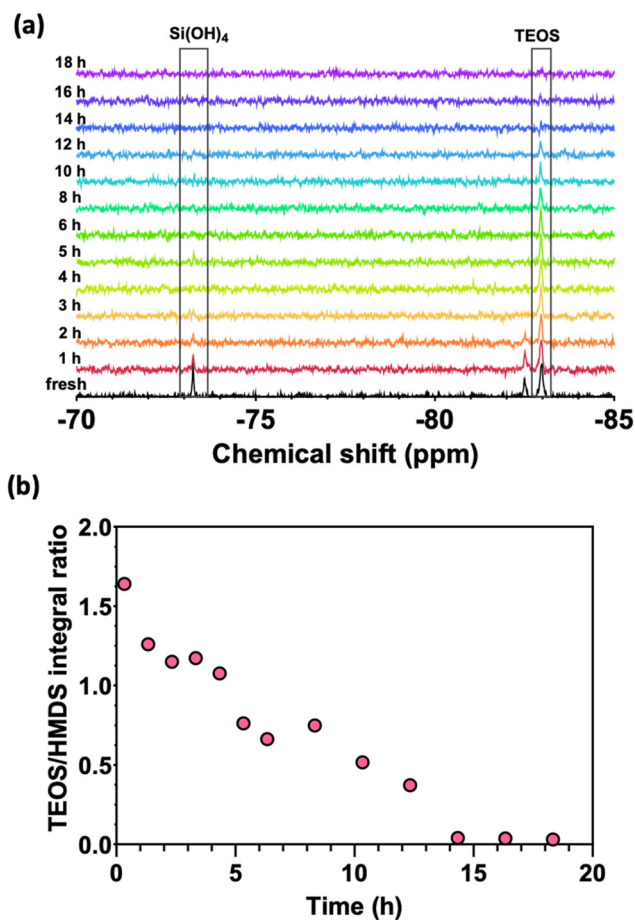 (a)
Si(OH)4
TEOS
18 h
16 h
14 h
12 h
10 h
8 h
6 h
5 h
4 h
3 h
2 h
1 h
fresh
-70
-75
-80
-85
Chemical shift (ppm)
(b)
TEOS/HMDS integral ratio
2.0
1.5
1.0
0.5
0.0
0
5
10
15
20
Time (h)